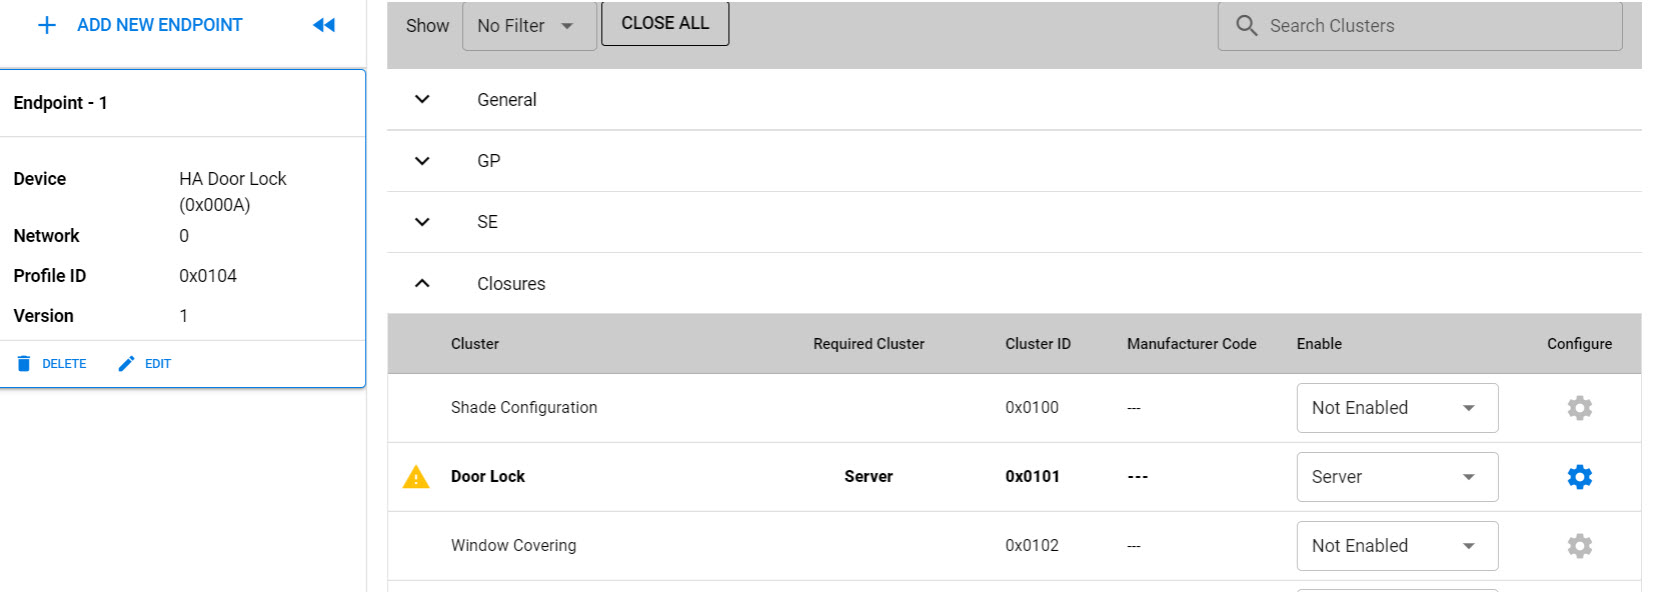 ADD NEW ENDPOINT
Endpoint - 1
Device HA Door Lock
(0x000A)
Network 0
Profile ID 0x0104
Version 1
DELETE EDIT
Show No Filter CLOSE ALL Search Clusters
General
GP
SE
Closures
Cluster Required Cluster Cluster ID Manufacturer Code Enable Configure
Shade Configuration 0x0100 --- Not Enabled
Door Lock Server 0x0101 --- Server
Window Covering 0x0102 --- Not Enabled